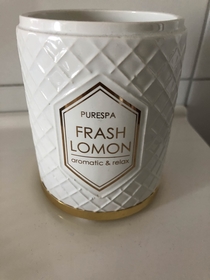 PURESPA
FRASH
LOMON
aromatic & relax